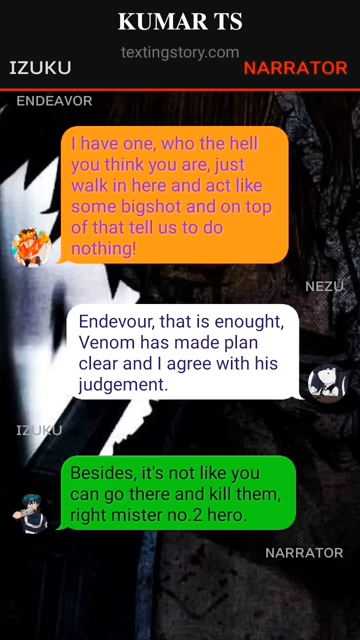 KUMAR TS
textingstory.com
IZUKU
NARRATOR
ENDEAVOR
I have one, who the hell
you think you are, just
walk in here and act like
some bigshot and on top
of that tell us to do
nothing!
NEZU
Endevour, that is enought,
Venom has made plan
clear and I agree with his
judgement.
IZUKU
Besides, it's not like you
can go there and kill them,
right mister no.2 hero.
NARRATOR